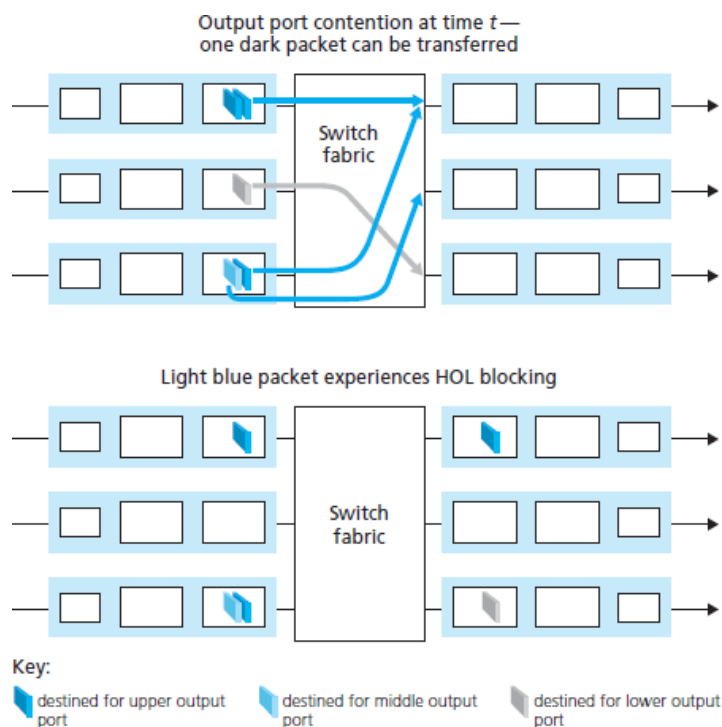 Output port contention at time t—
one dark packet can be transferred
Switch
fabric
Light blue packet experiences HOL blocking
Switch
fabric
Key:
destined for upper output
port
destined for middle output
port
destined for lower output
port